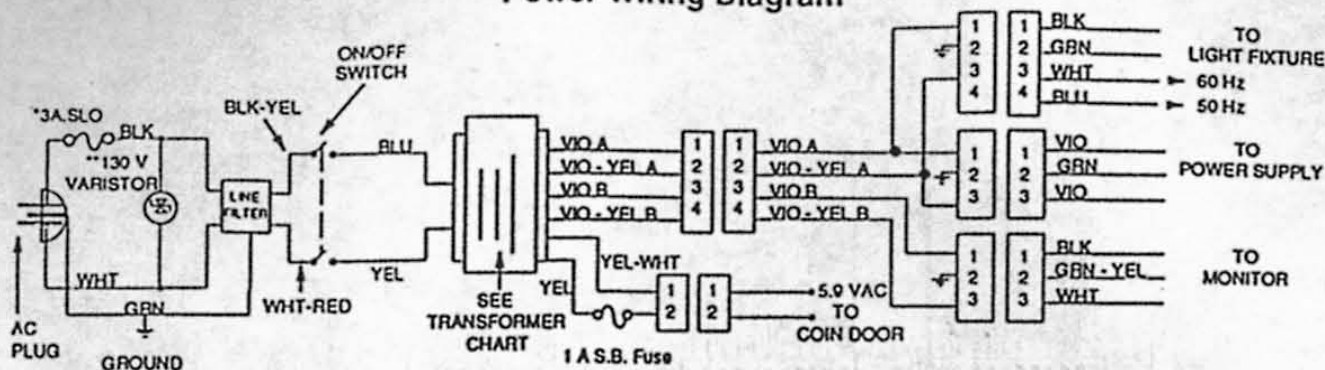 Power Wiring Diagram
*3A.SLO
BLK
**130 V
VARISTOR
BLK-YEL
ON/OFF
SWITCH
LINE
FILTER
WHT
GRN
AC
PLUG
GROUND
WHT-RED
BLU
YEL
SEE
TRANSFORMER
CHART
VIO A
VIO - YEL A
VIO B
VIO - YEL B
YEL-WHT
YEL
1 A S.B. Fuse
1
2
3
4
1
2
3
4
VIO A
VIO - YEL A
VIO B
VIO - YEL B
1
2
1
2
5.9 VAC
TO
COIN DOOR
1
2
3
4
1
2
3
4
BLK
GRN
WHT
BLU
TO
LIGHT FIXTURE
60 Hz
50 Hz
1
2
3
1
2
3
VIO
GRN
VIO
TO
POWER SUPPLY
1
2
3
1
2
3
BLK
GRN - YEL
WHT
TO
MONITOR